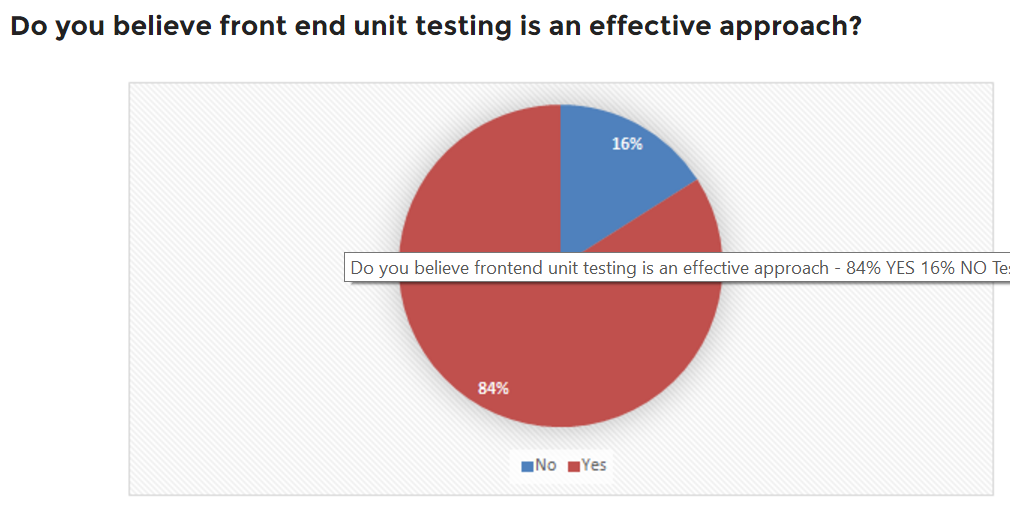 Do you believe front end unit testing is an effective approach?
16%
Do you believe frontend unit testing is an effective approach - 84% YES 16% NO
84%
No Yes